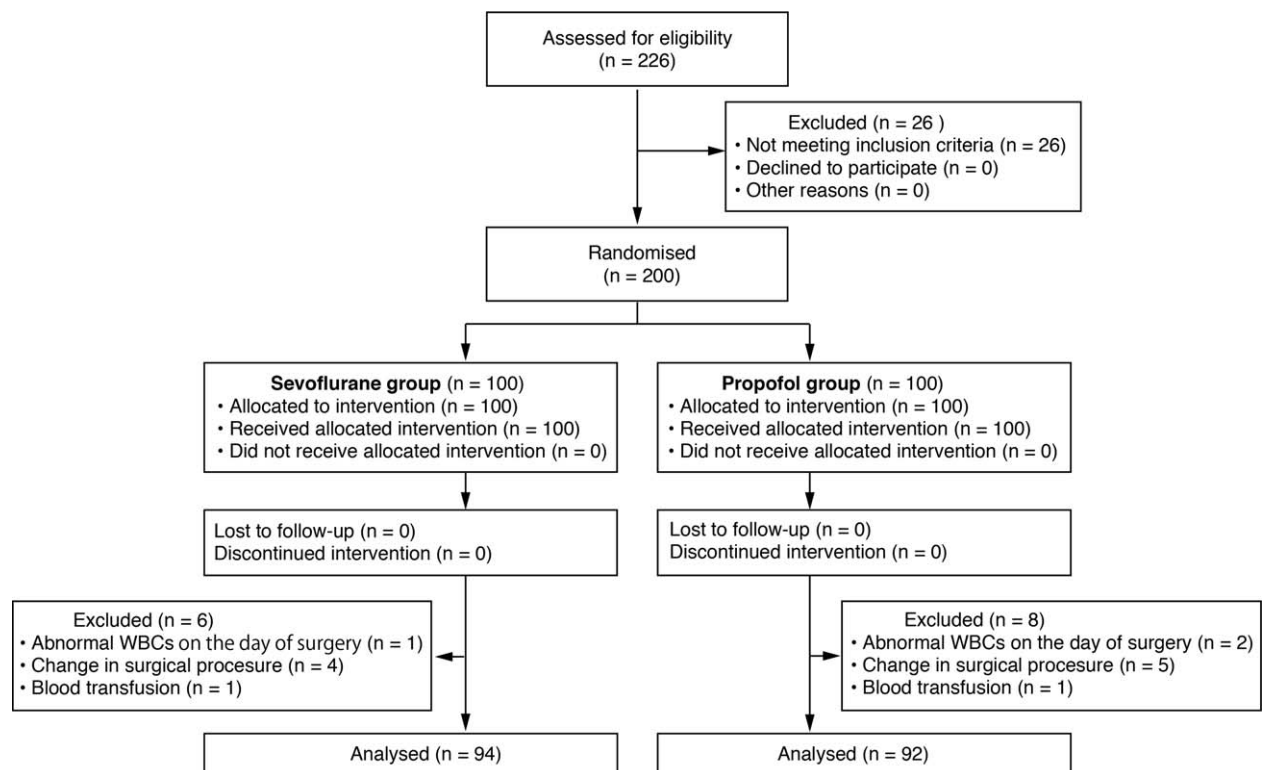 Assessed for eligibility
(n = 226)
Excluded (n = 26 )
• Not meeting inclusion criteria (n = 26)
• Declined to participate (n = 0)
• Other reasons (n = 0)
Randomised
(n = 200)
Sevoflurane group (n = 100)
• Allocated to intervention (n = 100)
• Received allocated intervention (n = 100)
• Did not receive allocated intervention (n = 0)
Propofol group (n = 100)
• Allocated to intervention (n = 100)
• Received allocated intervention (n = 100)
• Did not receive allocated intervention (n = 0)
Lost to follow-up (n = 0)
Discontinued intervention (n = 0)
Lost to follow-up (n = 0)
Discontinued intervention (n = 0)
Excluded (n = 6)
• Abnormal WBCs on the day of surgery (n = 1)
• Change in surgical procesure (n = 4)
• Blood transfusion (n = 1)
Excluded (n = 8)
• Abnormal WBCs on the day of surgery (n = 2)
• Change in surgical procesure (n = 5)
• Blood transfusion (n = 1)
Analysed (n = 94)
Analysed (n = 92)